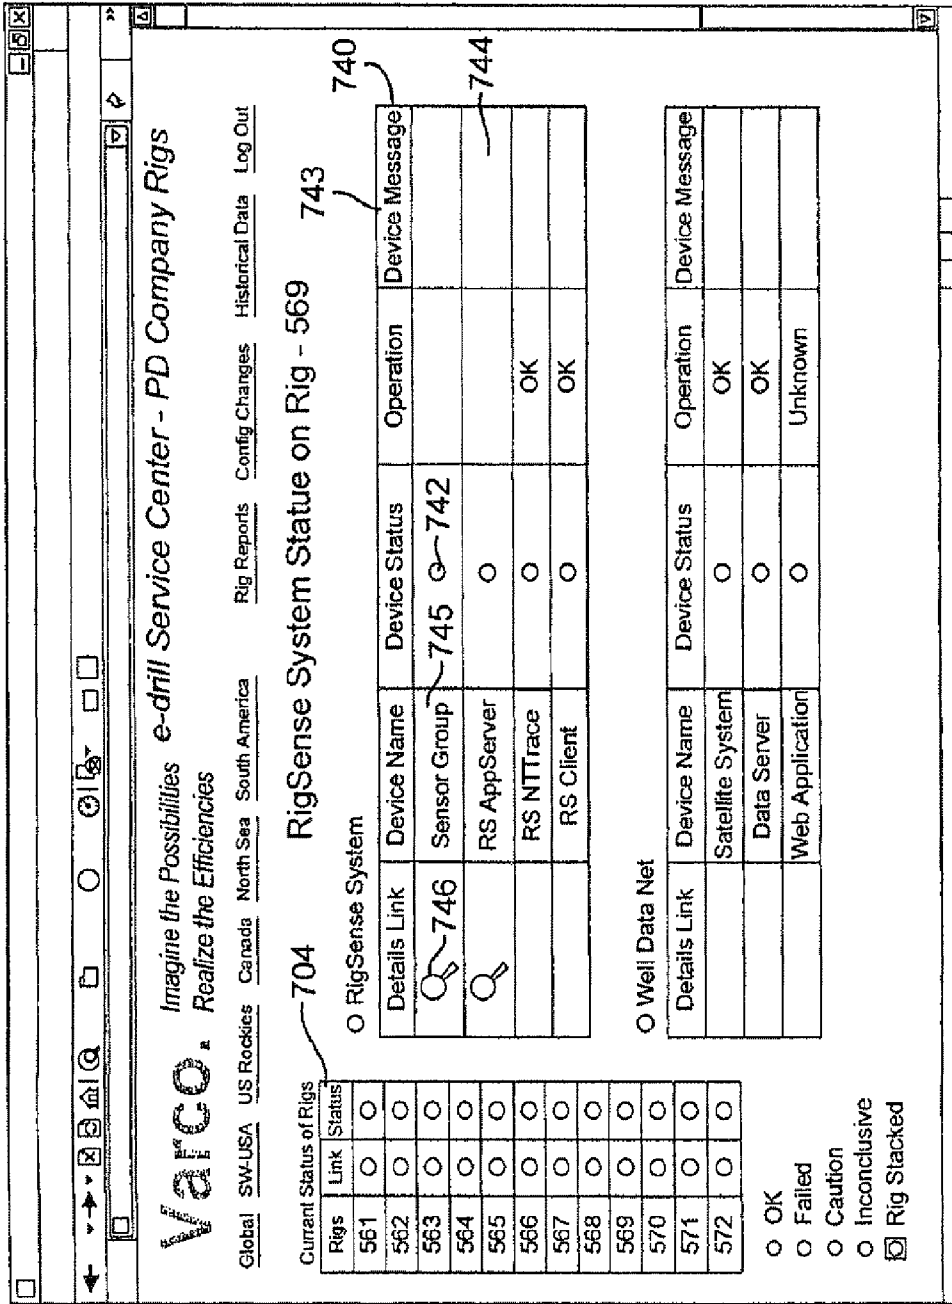 Varco. Imagine the Possibilities e-drill Service Center - PD Company Rigs
Realize the Efficiencies
Global SW-USA US Rockies Canada North Sea South America Rig Reports Config Changes Historical Data Log Out
704
RigSense System Statue on Rig - 569
743
740
Currant Status of Rigs
Rigs Link Status
561
562
563
564
565
566
567
568
569
570
571
572
OK
Failed
Caution
Inconclusive
Rig Stacked
RigSense System
Details Link Device Name Device Status Operation Device Message
746 Sensor Group 745 742
RS AppServer 744
RS NTTrace OK
RS Client OK
Well Data Net
Details Link Device Name Device Status Operation Device Message
Satellite System OK
Data Server OK
Web Application Unknown